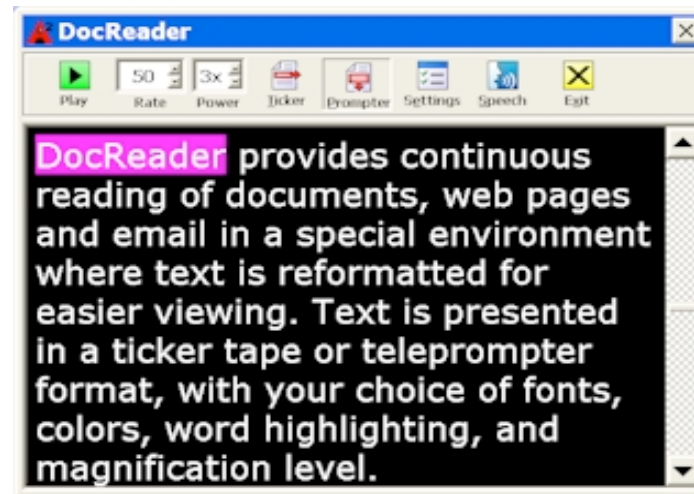 DocReader
50 3x
Play Rate Power Ticker Prompter Settings Speech Exit
DocReader provides continuous
reading of documents, web pages
and email in a special environment
where text is reformatted for
easier viewing. Text is presented
in a ticker tape or teleprompter
format, with your choice of fonts,
colors, word highlighting, and
magnification level.